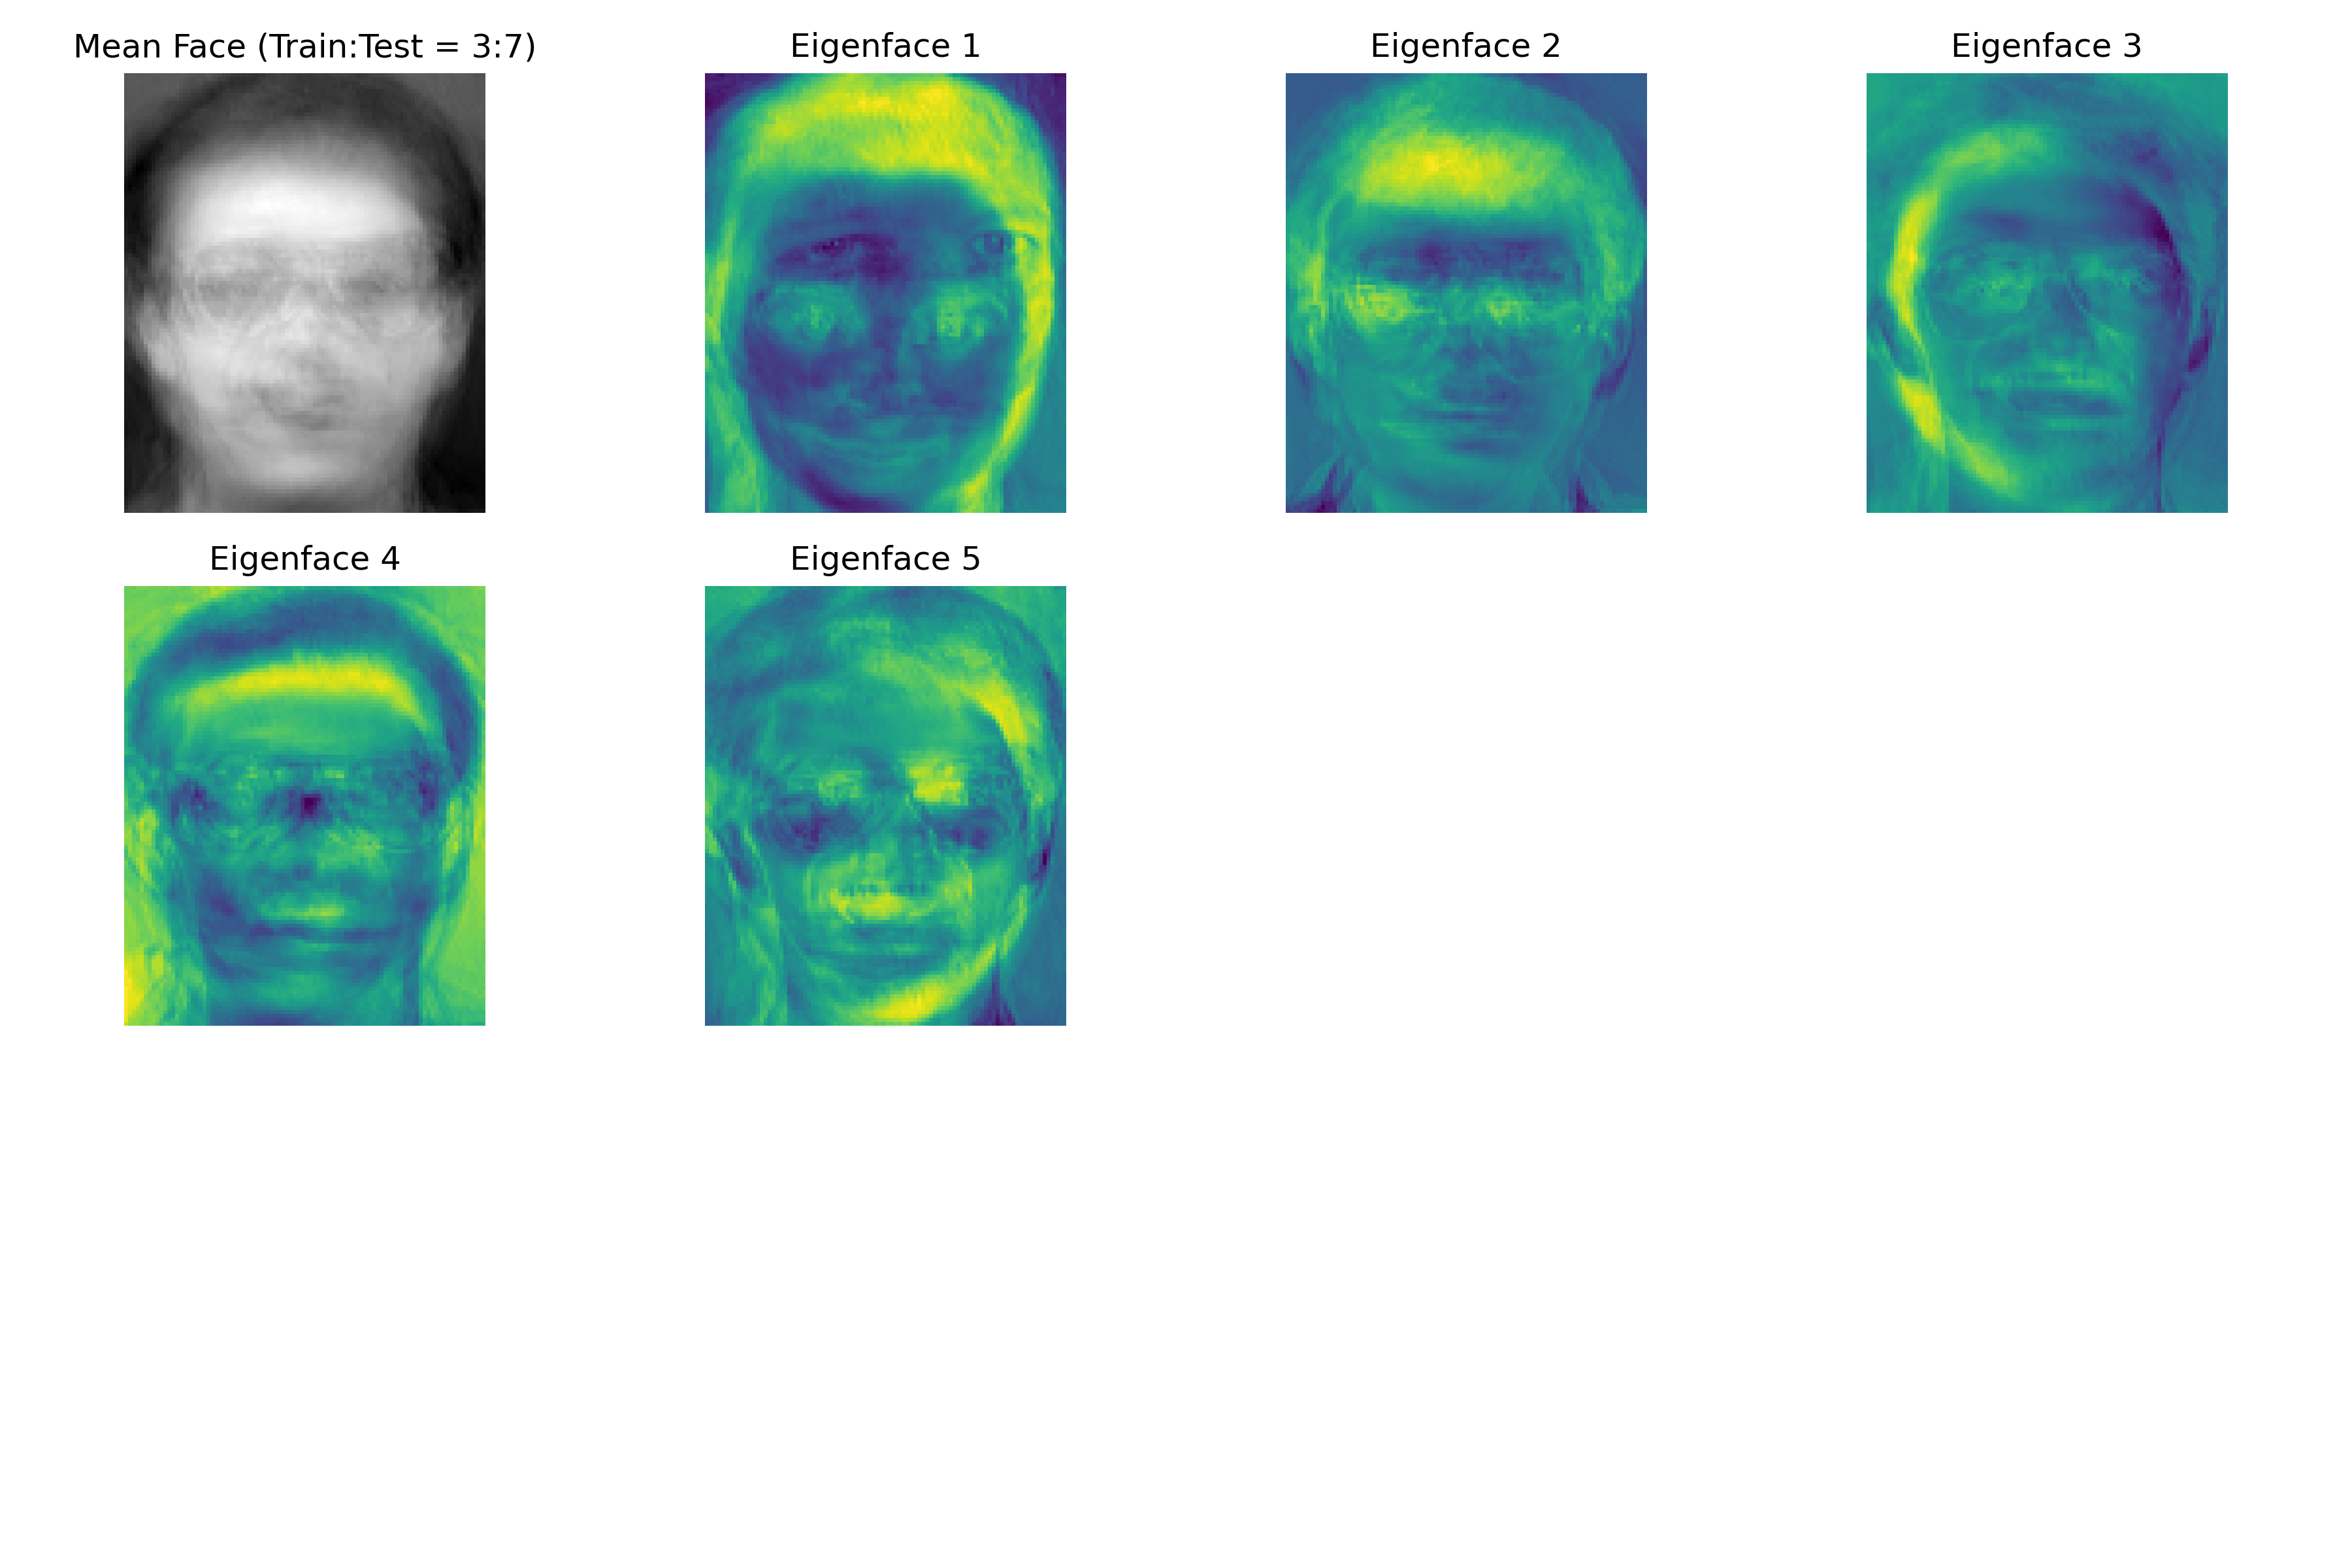 Mean Face (Train:Test = 3:7)
Eigenface 1
Eigenface 2
Eigenface 3
Eigenface 4
Eigenface 5